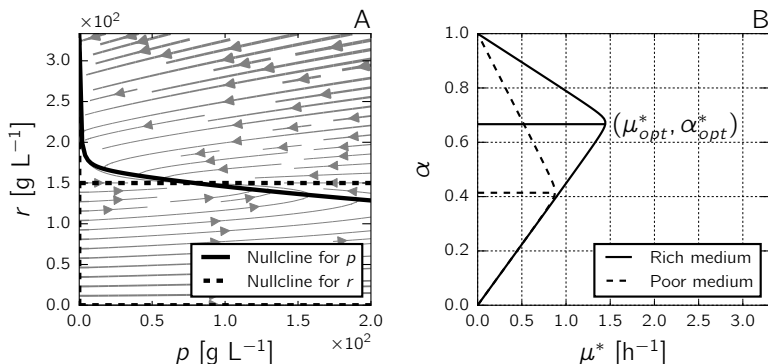 ×10²
A
r [g L⁻¹]
3.0
2.5
2.0
1.5
1.0
0.5
0.0
Nullcline for p
Nullcline for r
0.0 0.5 1.0 1.5 2.0
×10²
p [g L⁻¹]
B
α
1.0
0.8
0.6
0.4
0.2
0.0
(μ*opt, α*opt)
Rich medium
Poor medium
0.0 0.5 1.0 1.5 2.0 2.5 3.0
μ* [h⁻¹]